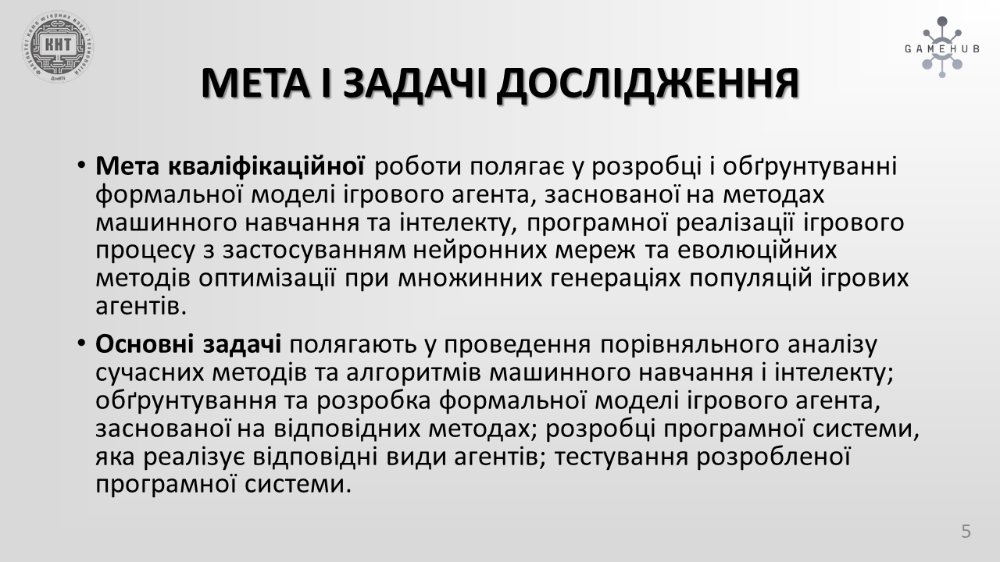 КНТ
GAMEHUB
МЕТА І ЗАДАЧІ ДОСЛІДЖЕННЯ
• Мета кваліфікаційної роботи полягає у розробці і обґрунтуванні
формальної моделі ігрового агента, заснованої на методах
машинного навчання та інтелекту, програмної реалізації ігрового
процесу з застосуванням нейронних мереж та еволюційних
методів оптимізації при множинних генераціях популяцій ігрових
агентів.
• Основні задачі полягають у проведення порівняльного аналізу
сучасних методів та алгоритмів машинного навчання і інтелекту;
обґрунтування та розробка формальної моделі ігрового агента,
заснованої на відповідних методах; розробці програмної системи,
яка реалізує відповідні види агентів; тестування розробленої
програмної системи.
5